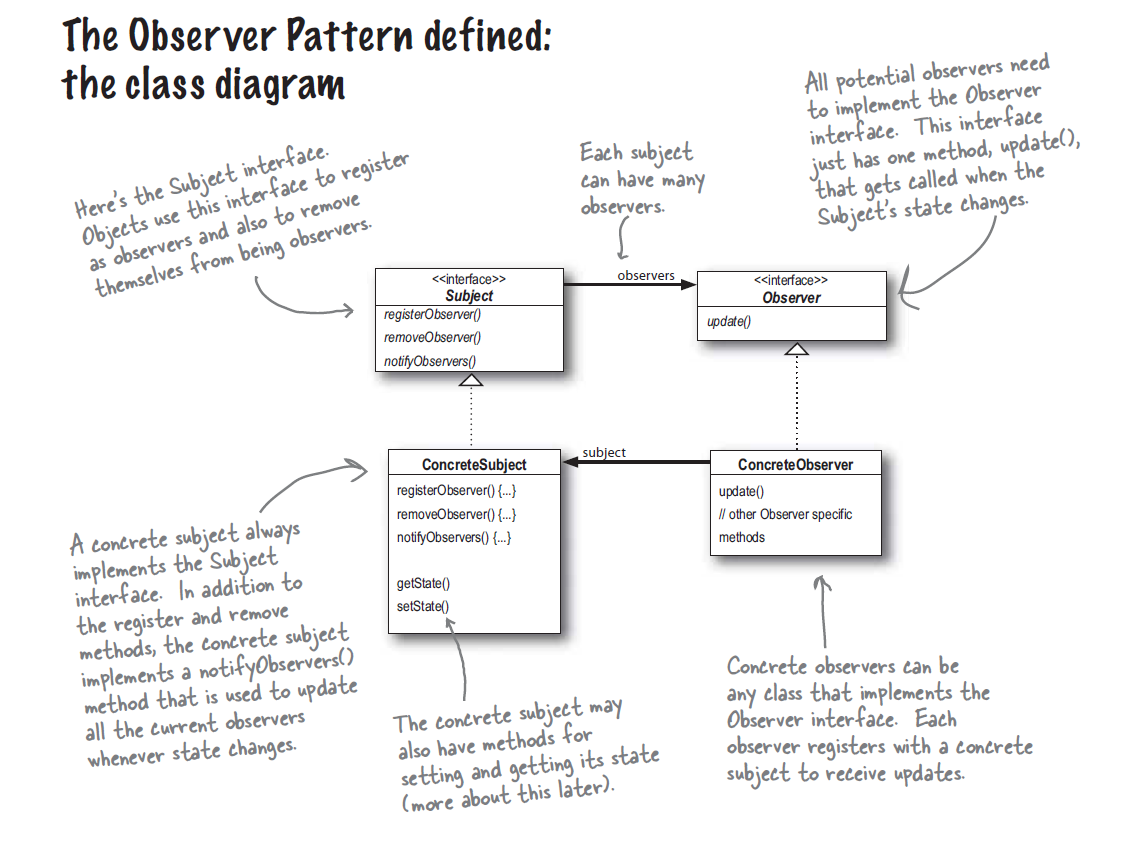 The Observer Pattern defined:
the class diagram
Here's the Subject interface.
Objects use this interface to register
as observers and also to remove
themselves from being observers.
Each subject
can have many
observers.
All potential observers need
to implement the Observer
interface. This interface
just has one method, update(),
that gets called when the
Subject's state changes.
<<interface>>
Subject
registerObserver()
removeObserver()
notifyObservers()
observers
<<interface>>
Observer
update()
ConcreteSubject
registerObserver() {...}
removeObserver() {...}
notifyObservers() {...}
getState()
setState()
subject
ConcreteObserver
update()
// other Observer specific
methods
A concrete subject always
implements the Subject
interface. In addition to
the register and remove
methods, the concrete subject
implements a notifyObservers()
method that is used to update
all the current observers
whenever state changes.
The concrete subject may
also have methods for
setting and getting its state
(more about this later).
Concrete observers can be
any class that implements the
Observer interface. Each
observer registers with a concrete
subject to receive updates.